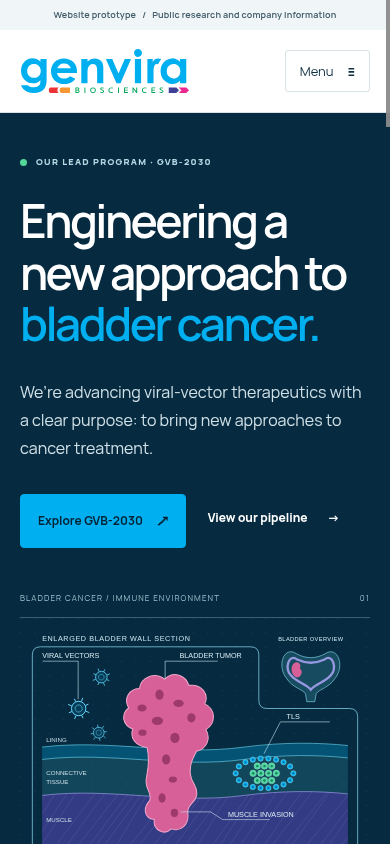 Website prototype / Public research and company information
genvira
BIOSCIENCES
Menu
OUR LEAD PROGRAM · GVB-2030
Engineering a
new approach to
bladder cancer.
We’re advancing viral-vector therapeutics with
a clear purpose: to bring new approaches to
cancer treatment.
Explore GVB-2030 ↗
View our pipeline →
BLADDER CANCER / IMMUNE ENVIRONMENT 01
ENLARGED BLADDER WALL SECTION
BLADDER OVERVIEW
VIRAL VECTORS
BLADDER TUMOR
TLS
LINING
CONNECTIVE
TISSUE
MUSCLE INVASION
MUSCLE